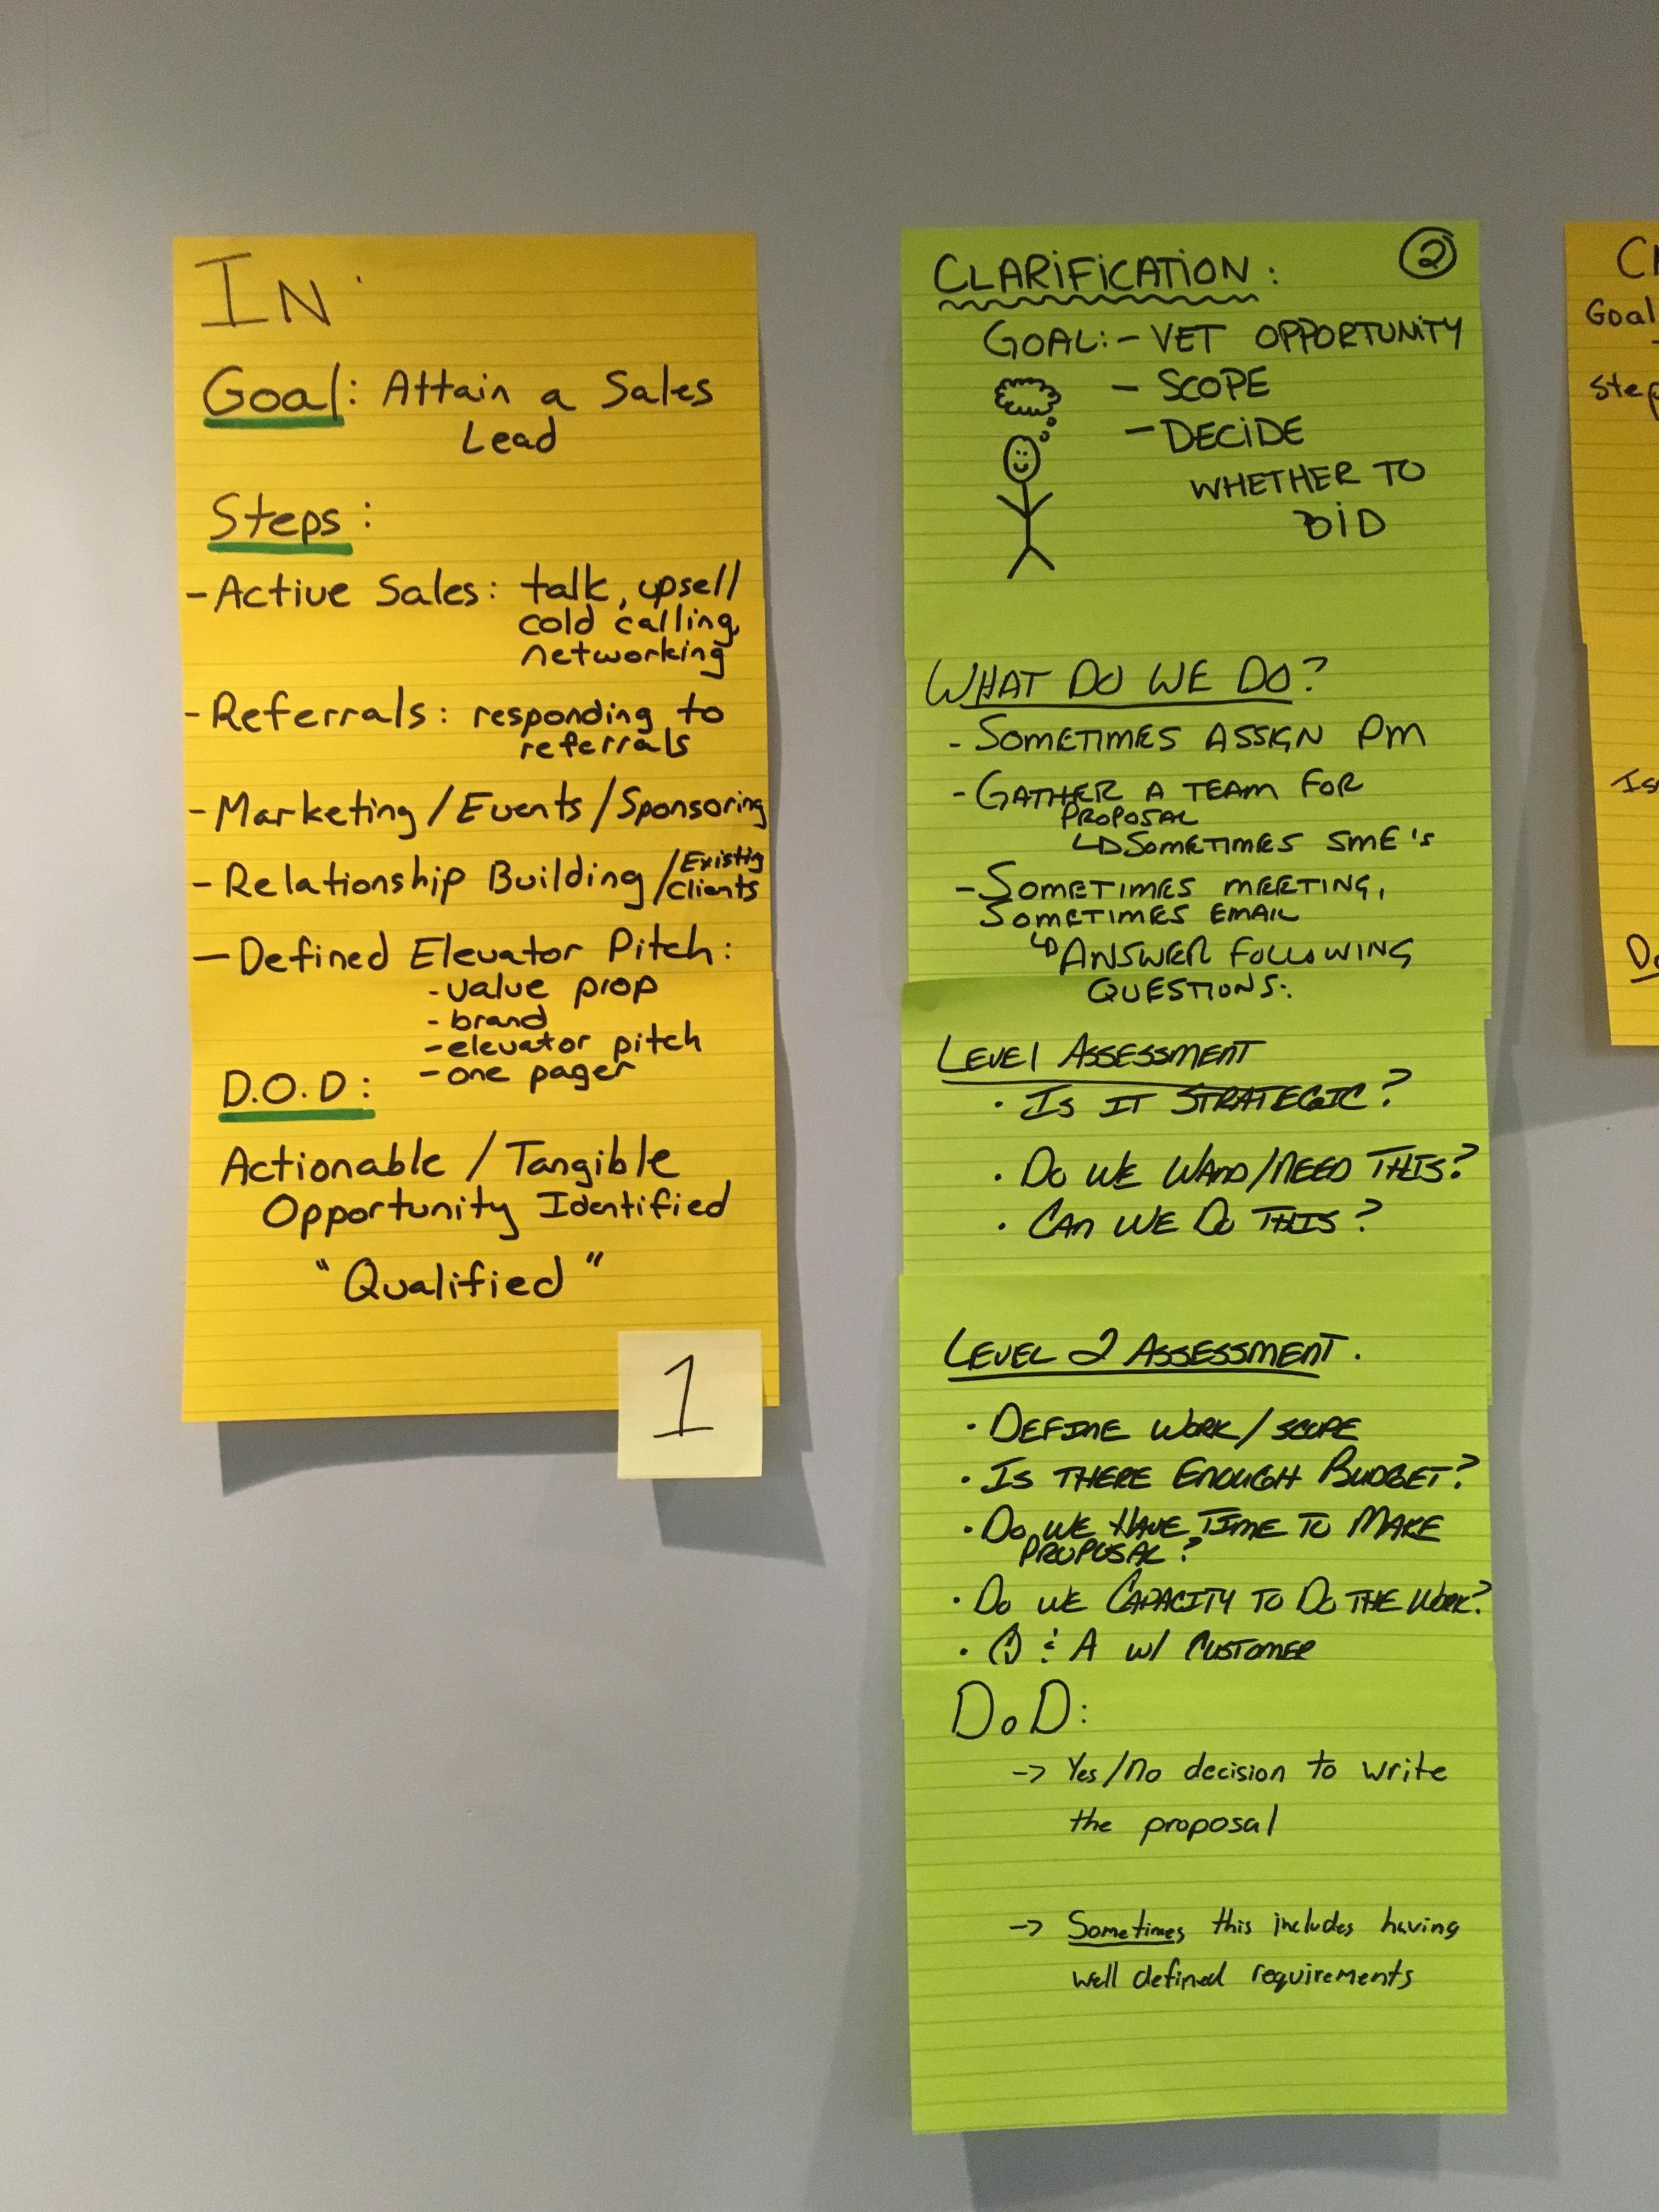 IN:
Goal: Attain a Sales
Lead
Steps:
- Active Sales: talk, upsell
cold calling,
networking
- Referrals: responding to
referrals
- Marketing / Events / Sponsoring
- Relationship Building / Existing
Clients
- Defined Elevator Pitch:
- value prop
- brand
- elevator pitch
- one pager
D.O.D:
Actionable / Tangible
Opportunity Identified
"Qualified"
1
CLARIFICATION: 2
GOAL: - VET OPPORTUNITY
- SCOPE
- DECIDE
WHETHER TO
BID
WHAT DO WE DO?
- SOMETIMES ASSIGN PM
- GATHER A TEAM FOR
PROPOSAL
↳ SOMETIMES SME'S
- SOMETIMES MEETING,
SOMETIMES EMAIL
↳ ANSWER FOLLOWING
QUESTIONS:
LEVEL 1 ASSESSMENT
• IS IT STRATEGIC?
• DO WE WANT/NEED THIS?
• CAN WE DO THIS?
LEVEL 2 ASSESSMENT.
• DEFINE WORK / SCOPE
• IS THERE ENOUGH BUDGET?
• DO WE HAVE TIME TO MAKE
PROPOSAL?
• DO WE CAPACITY TO DO THE WORK?
• Q & A W/ CUSTOMER
DoD:
-> Yes/No decision to write
the proposal
-> Sometimes this includes having
well defined requirements
Goal